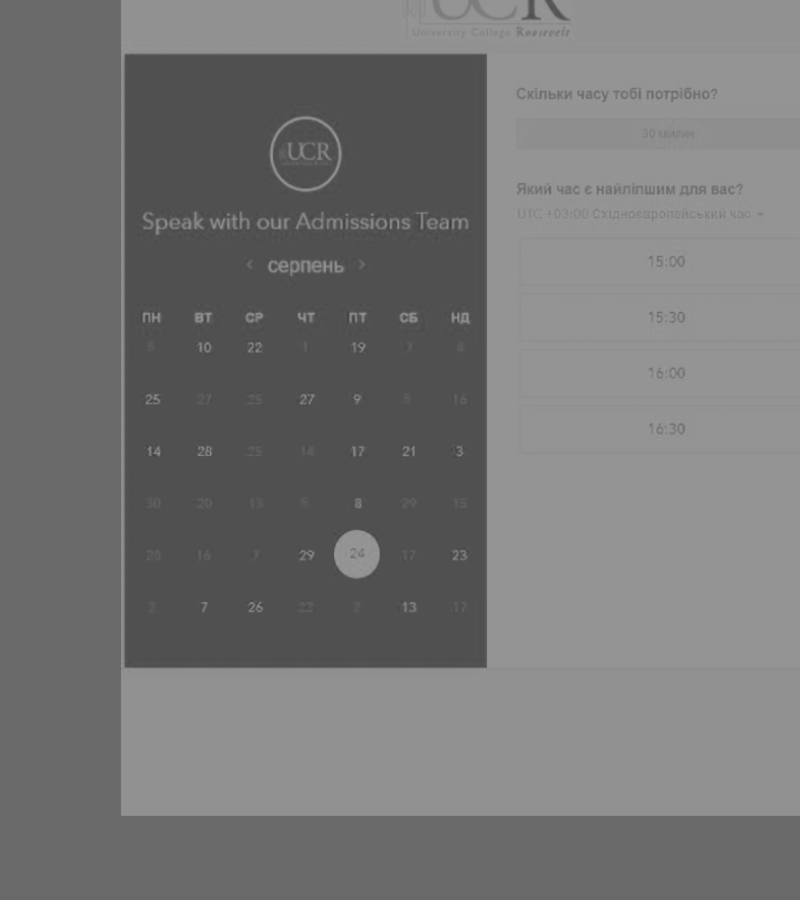 UCR
University College Roosevelt
UCR
Speak with our Admissions Team
серпень
ПН ВТ СР ЧТ ПТ СБ НД
10 22 1 19 7
25 27 25 27 9 5 16
14 28 25 14 17 21 3
30 20 13 5 8 29 15
28 16 7 29 24 17 23
2 7 26 22 2 13 17
Скільки часу тобі потрібно?
30 хвилин
Який час є найліпшим для вас?
UTC +03:00 Східноєвропейський час
15:00
15:30
16:00
16:30